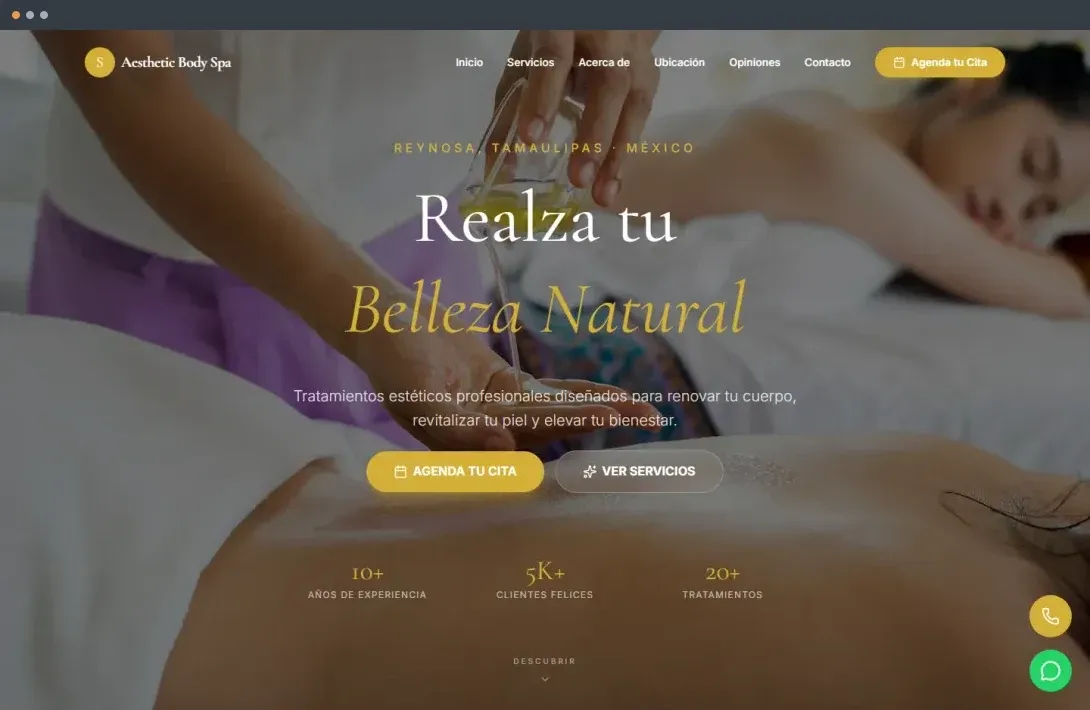 S Aesthetic Body Spa
Inicio Servicios Acerca de Ubicación Opiniones Contacto Agenda tu Cita
REYNOSA, TAMAULIPAS · MÉXICO
Realza tu
Belleza Natural
Tratamientos estéticos profesionales diseñados para renovar tu cuerpo,
revitalizar tu piel y elevar tu bienestar.
AGENDA TU CITA VER SERVICIOS
10+ 5K+ 20+
AÑOS DE EXPERIENCIA CLIENTES FELICES TRATAMIENTOS
DESCUBRIR